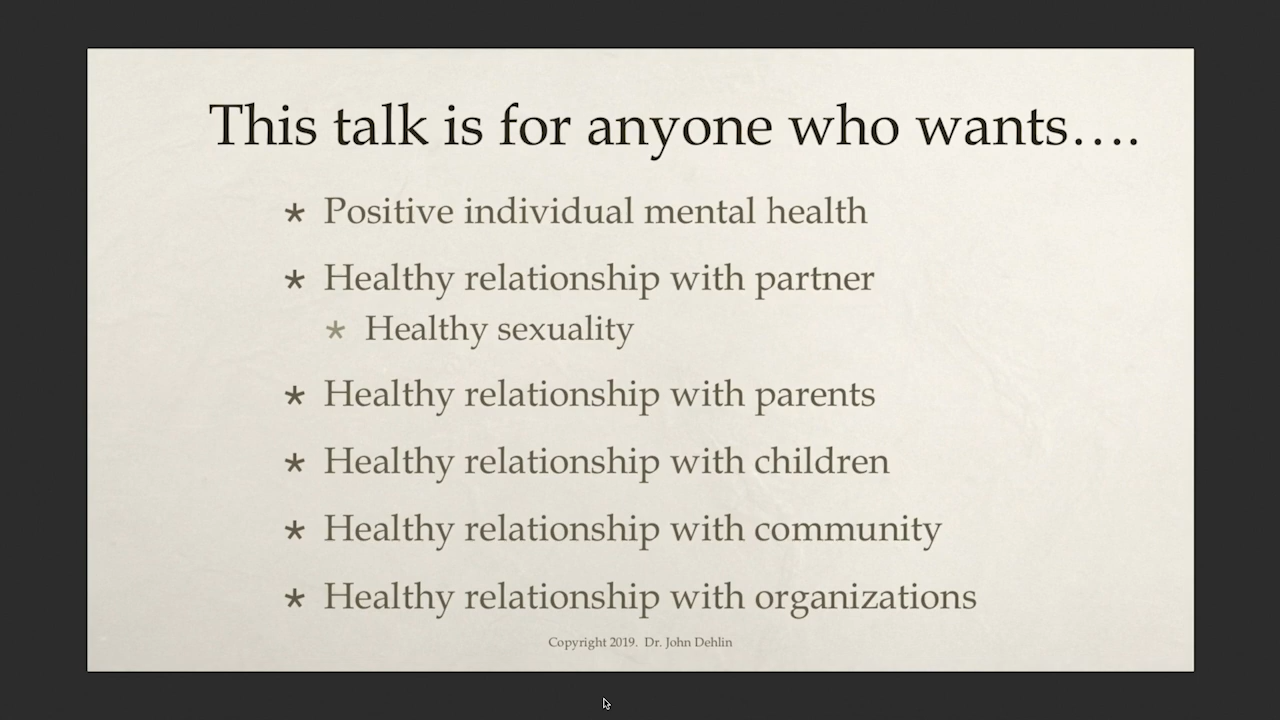 This talk is for anyone who wants….
* Positive individual mental health
* Healthy relationship with partner
* Healthy sexuality
* Healthy relationship with parents
* Healthy relationship with children
* Healthy relationship with community
* Healthy relationship with organizations
Copyright 2019. Dr. John Dehlin